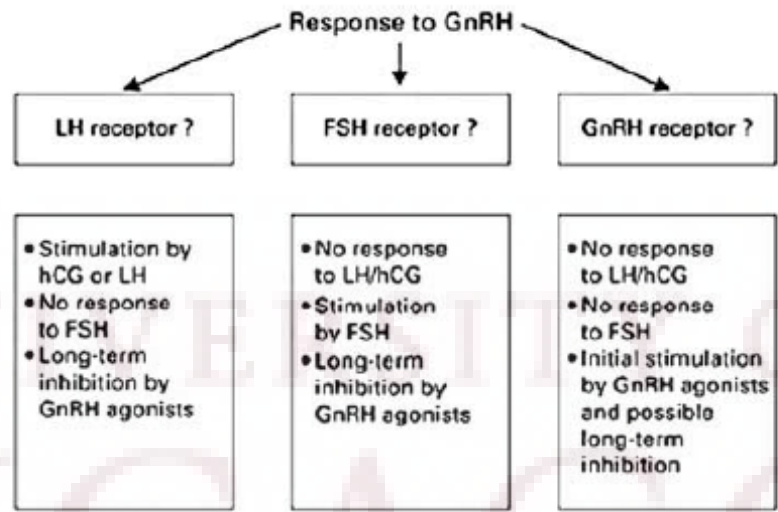 Response to GnRH
LH receptor ?
FSH receptor ?
GnRH receptor ?
• Stimulation by
hCG or LH
• No response
to FSH
• Long-term
inhibition by
GnRH agonists
• No response
to LH/hCG
• Stimulation
by FSH
• Long-term
inhibition by
GnRH agonists
• No response
to LH/hCG
• No response
to FSH
• Initial stimulation
by GnRH agonists
and possible
long-term
inhibition